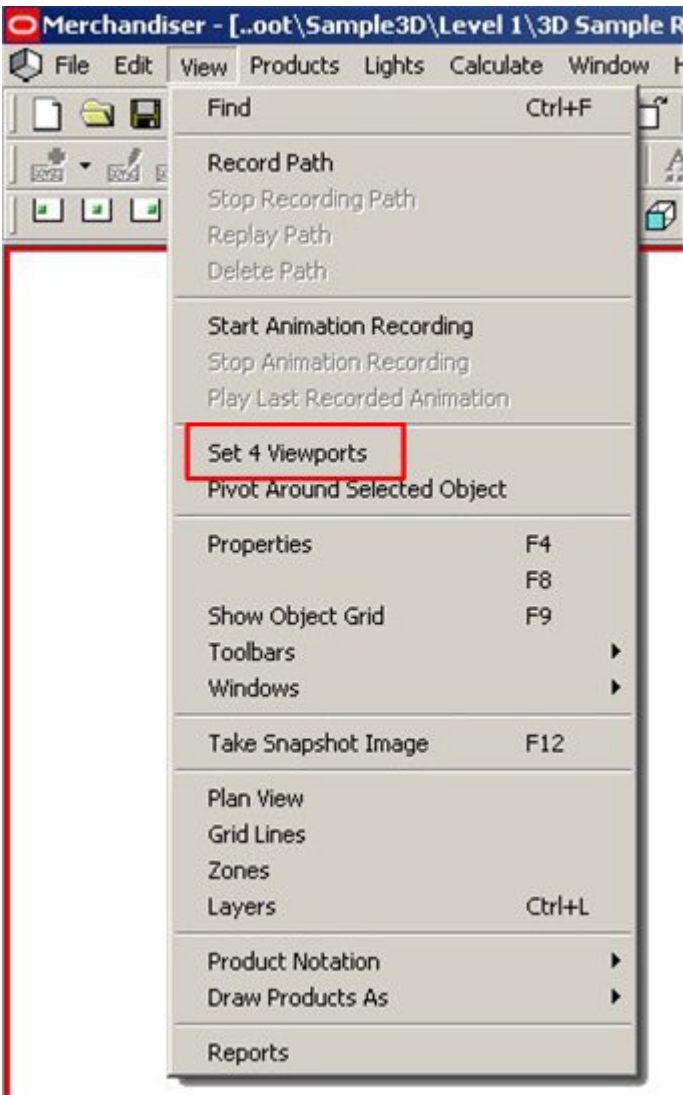 Merchandiser - [..oot\Sample3D\Level 1\3D Sample R
File Edit View Products Lights Calculate Window
Find Ctrl+F
Record Path
Stop Recording Path
Replay Path
Delete Path
Start Animation Recording
Stop Animation Recording
Play Last Recorded Animation
Set 4 Viewports
Pivot Around Selected Object
Properties F4
F8
Show Object Grid F9
Toolbars
Windows
Take Snapshot Image F12
Plan View
Grid Lines
Zones
Layers Ctrl+L
Product Notation
Draw Products As
Reports